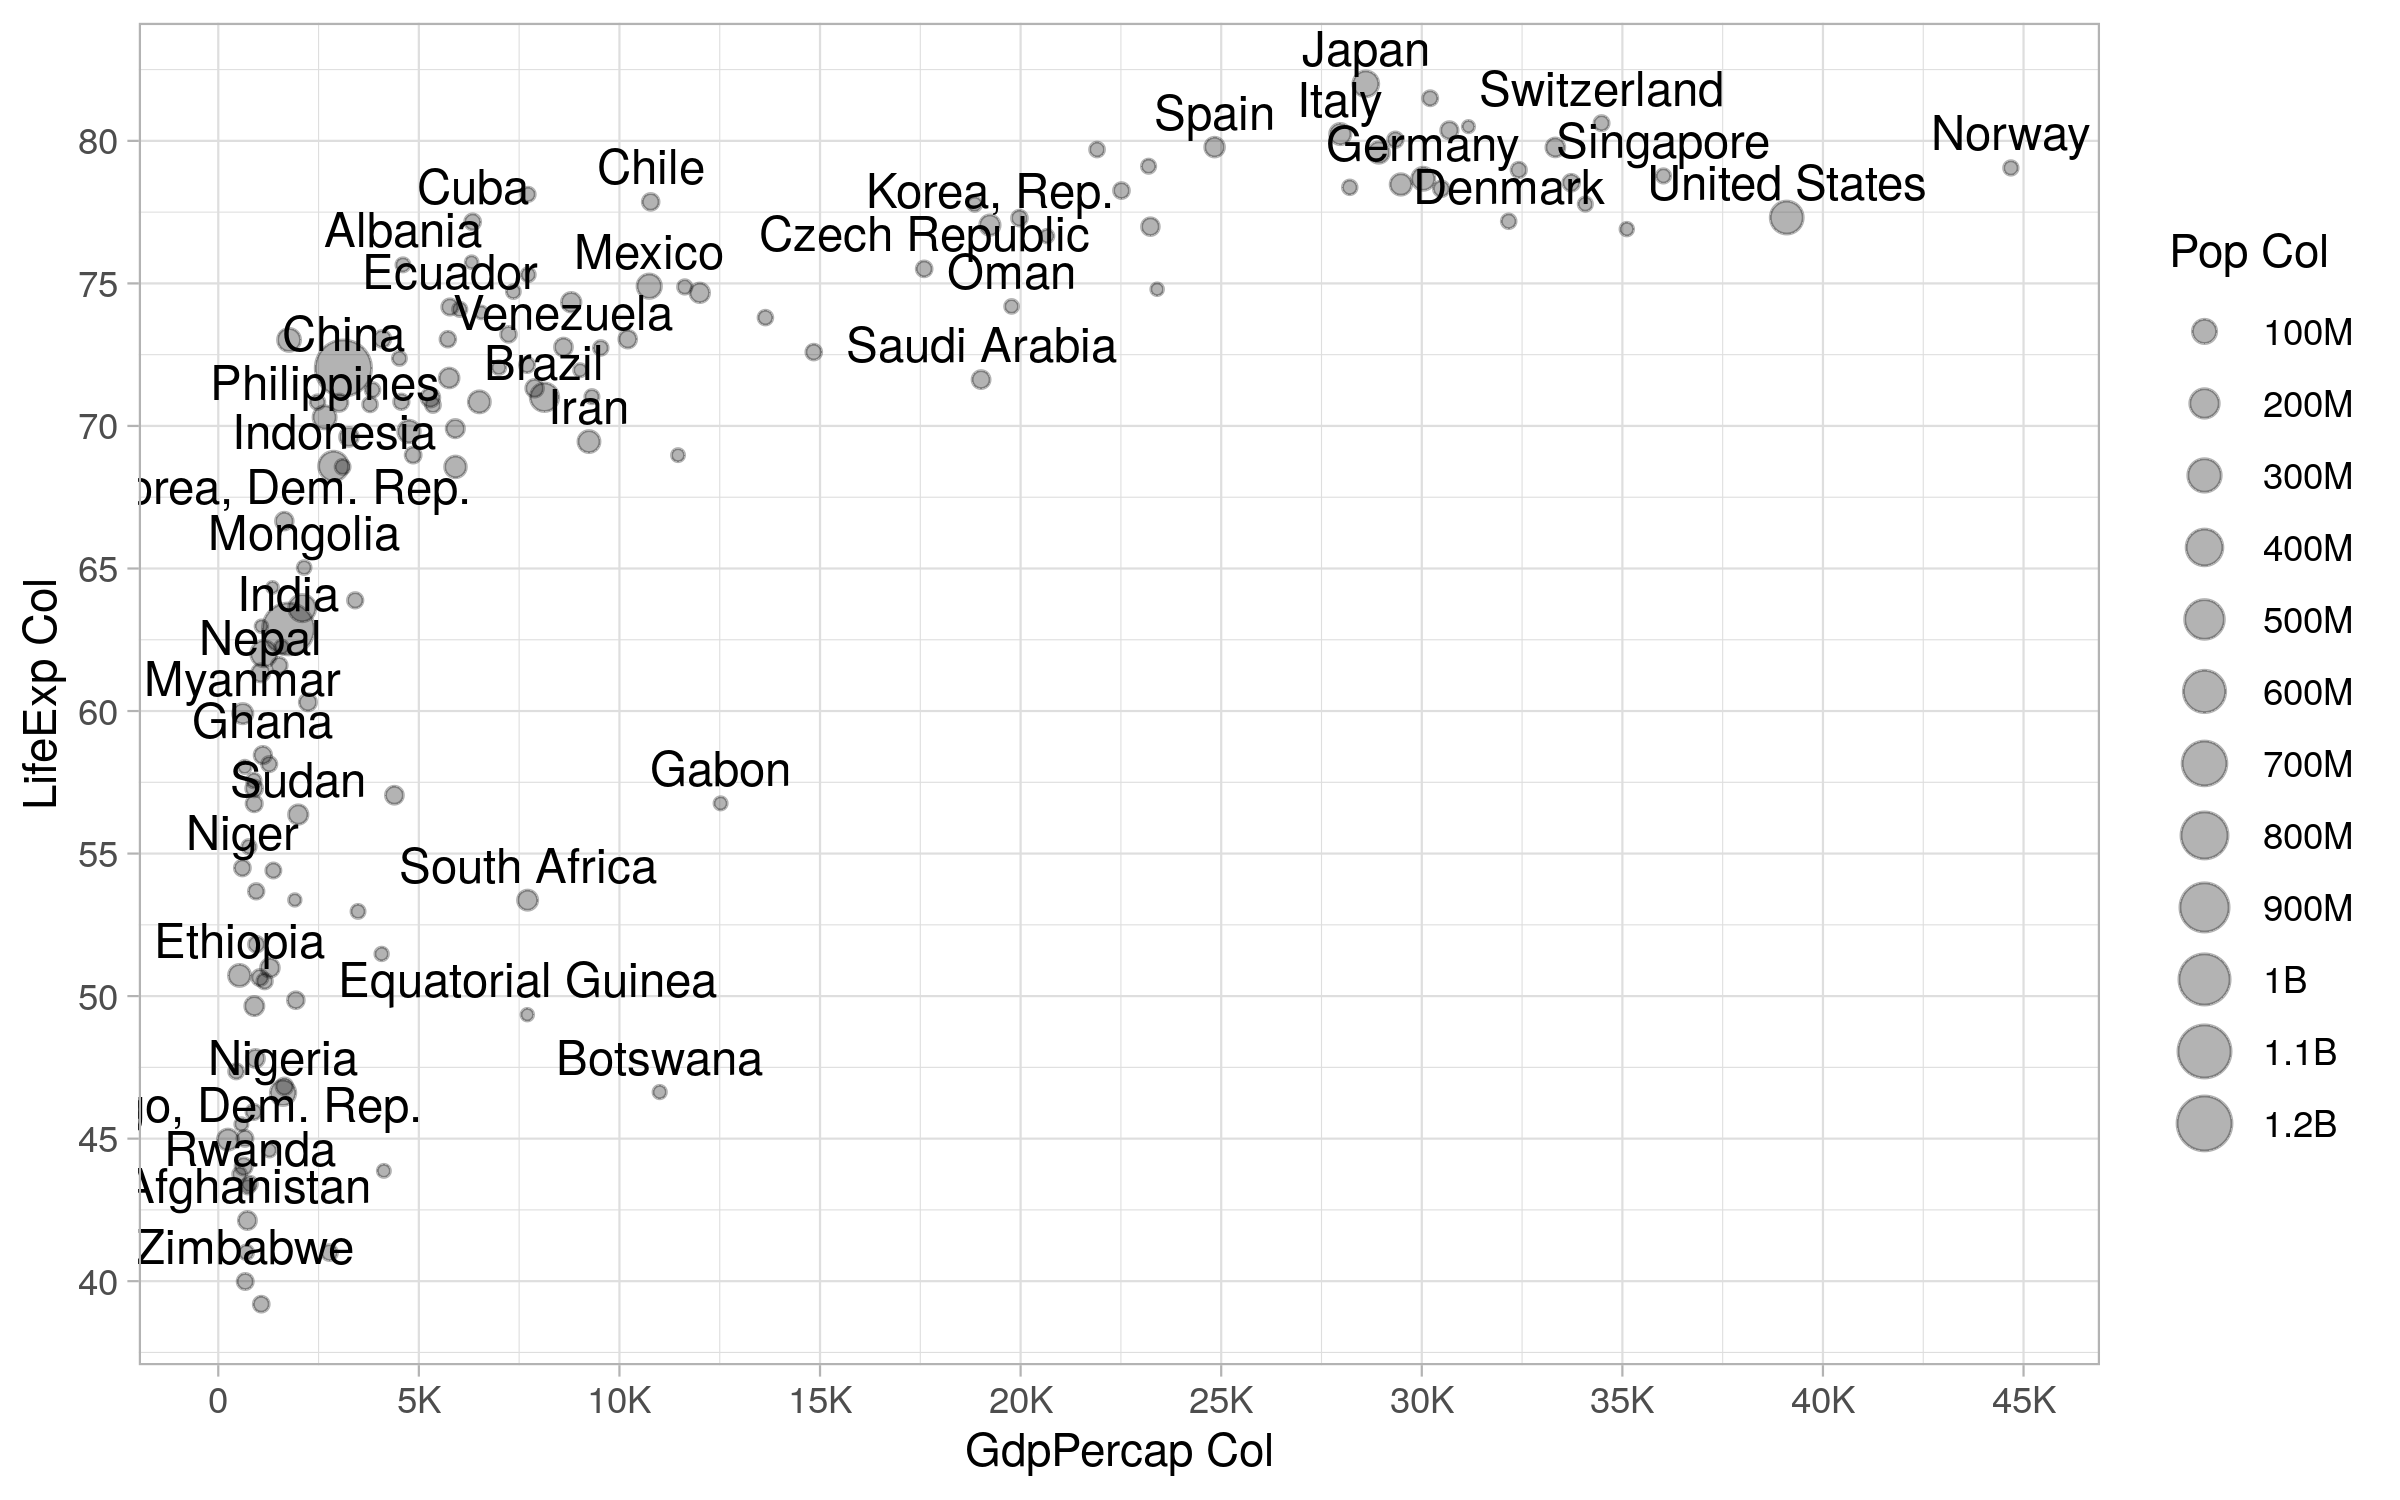 Japan
Switzerland
Italy
Spain
Norway
Germany
Singapore
Chile
Cuba
Korea, Rep.
Denmark
United States
Albania
Czech Republic
Mexico
Ecuador
Oman
Venezuela
China
Saudi Arabia
Brazil
Philippines
Iran
Indonesia
orea, Dem. Rep.
Mongolia
India
Nepal
Myanmar
Ghana
Sudan
Gabon
Niger
South Africa
Ethiopia
Equatorial Guinea
Nigeria
Botswana
go, Dem. Rep.
Rwanda
Afghanistan
Zimbabwe
80
75
70
65
60
55
50
45
40
LifeExp Col
0 5K 10K 15K 20K 25K 30K 35K 40K 45K
GdpPercap Col
Pop Col
100M
200M
300M
400M
500M
600M
700M
800M
900M
1B
1.1B
1.2B